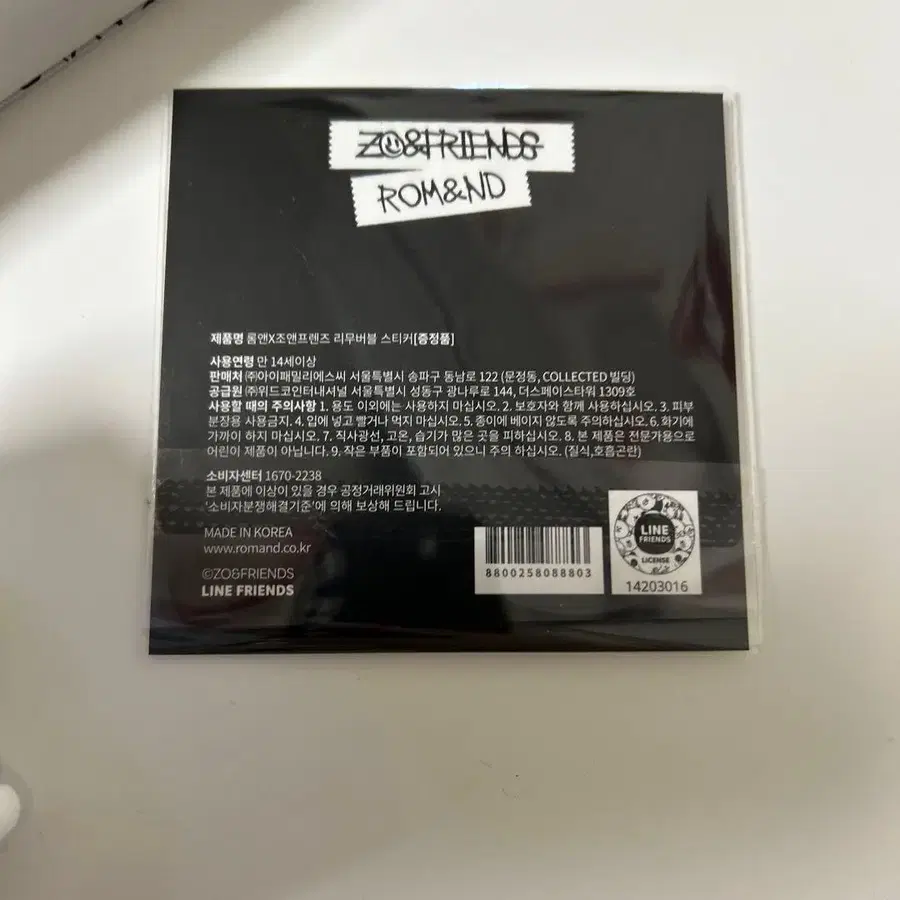 ZO&FRIENDS
ROM&ND
제품명 롬앤X조앤프렌즈 리무버블 스티커[증정품]
사용연령 만 14세이상
판매처 ㈜아이패밀리에스씨 서울특별시 송파구 동남로 122 (문정동, COLLECTED 빌딩)
공급원 ㈜위드코인터내셔널 서울특별시 성동구 광나루로 144, 더스페이스타워 1309호
사용할 때의 주의사항 1. 용도 이외에는 사용하지 마십시오. 2. 보호자와 함께 사용하십시오. 3. 피부
분장용 사용금지. 4. 입에 넣고 빨거나 먹지 마십시오. 5. 종이에 베이지 않도록 주의하십시오. 6. 화기에
가까이 하지 마십시오. 7. 직사광선, 고온, 습기가 많은 곳을 피하십시오. 8. 본 제품은 전문가용으로
어린이 제품이 아닙니다. 9. 작은 부품이 포함되어 있으니 주의 하십시오. (질식,호흡곤란)
소비자센터 1670-2238
본 제품에 이상이 있을 경우 공정거래위원회 고시
‘소비자분쟁해결기준’에 의해 보상해 드립니다.
MADE IN KOREA
www.romand.co.kr
©ZO&FRIENDS
LINE FRIENDS
8800258088803
LINE
FRIENDS
LICENSE
14203016